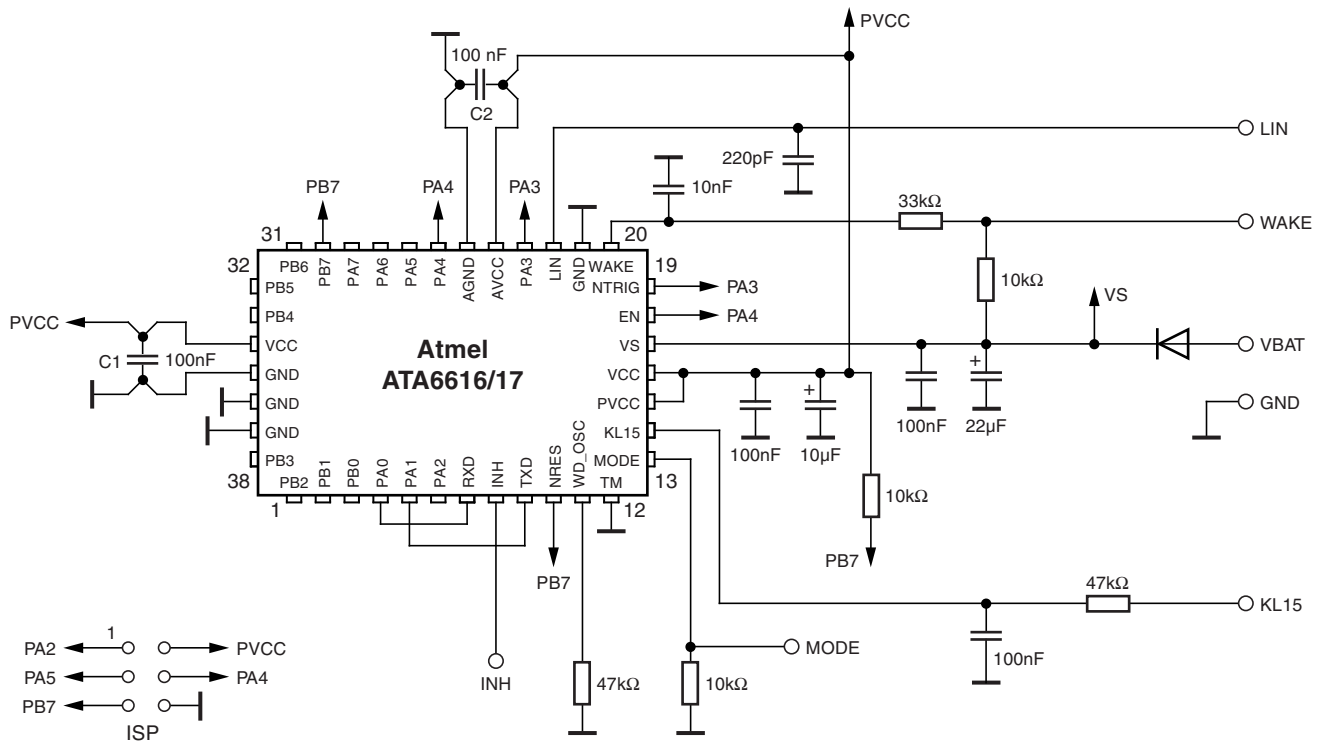 PVCC
100 nF
C2
LIN
220pF
10nF
PB7
PA4
PA3
33kΩ
WAKE
31
20
32
PB6
PB7
PA7
PA6
PA5
PA4
AGND
AVCC
PA3
LIN
GND
WAKE
19
PB5
NTRIG
PA3
10kΩ
VS
PB4
EN
PA4
PVCC
VCC
Atmel
ATA6616/17
VS
VBAT
C1
100nF
GND
VCC
GND
PVCC
GND
100nF
22µF
GND
KL15
100nF
10µF
PB3
MODE
38
PB2
PB1
PB0
PA0
PA1
PA2
RXD
INH
TXD
NRES
WD_OSC
TM
13
1
12
10kΩ
PB7
PB7
47kΩ
KL15
1
PA2
PVCC
MODE
100nF
PA5
PA4
INH
47kΩ
10kΩ
PB7
ISP
+
+